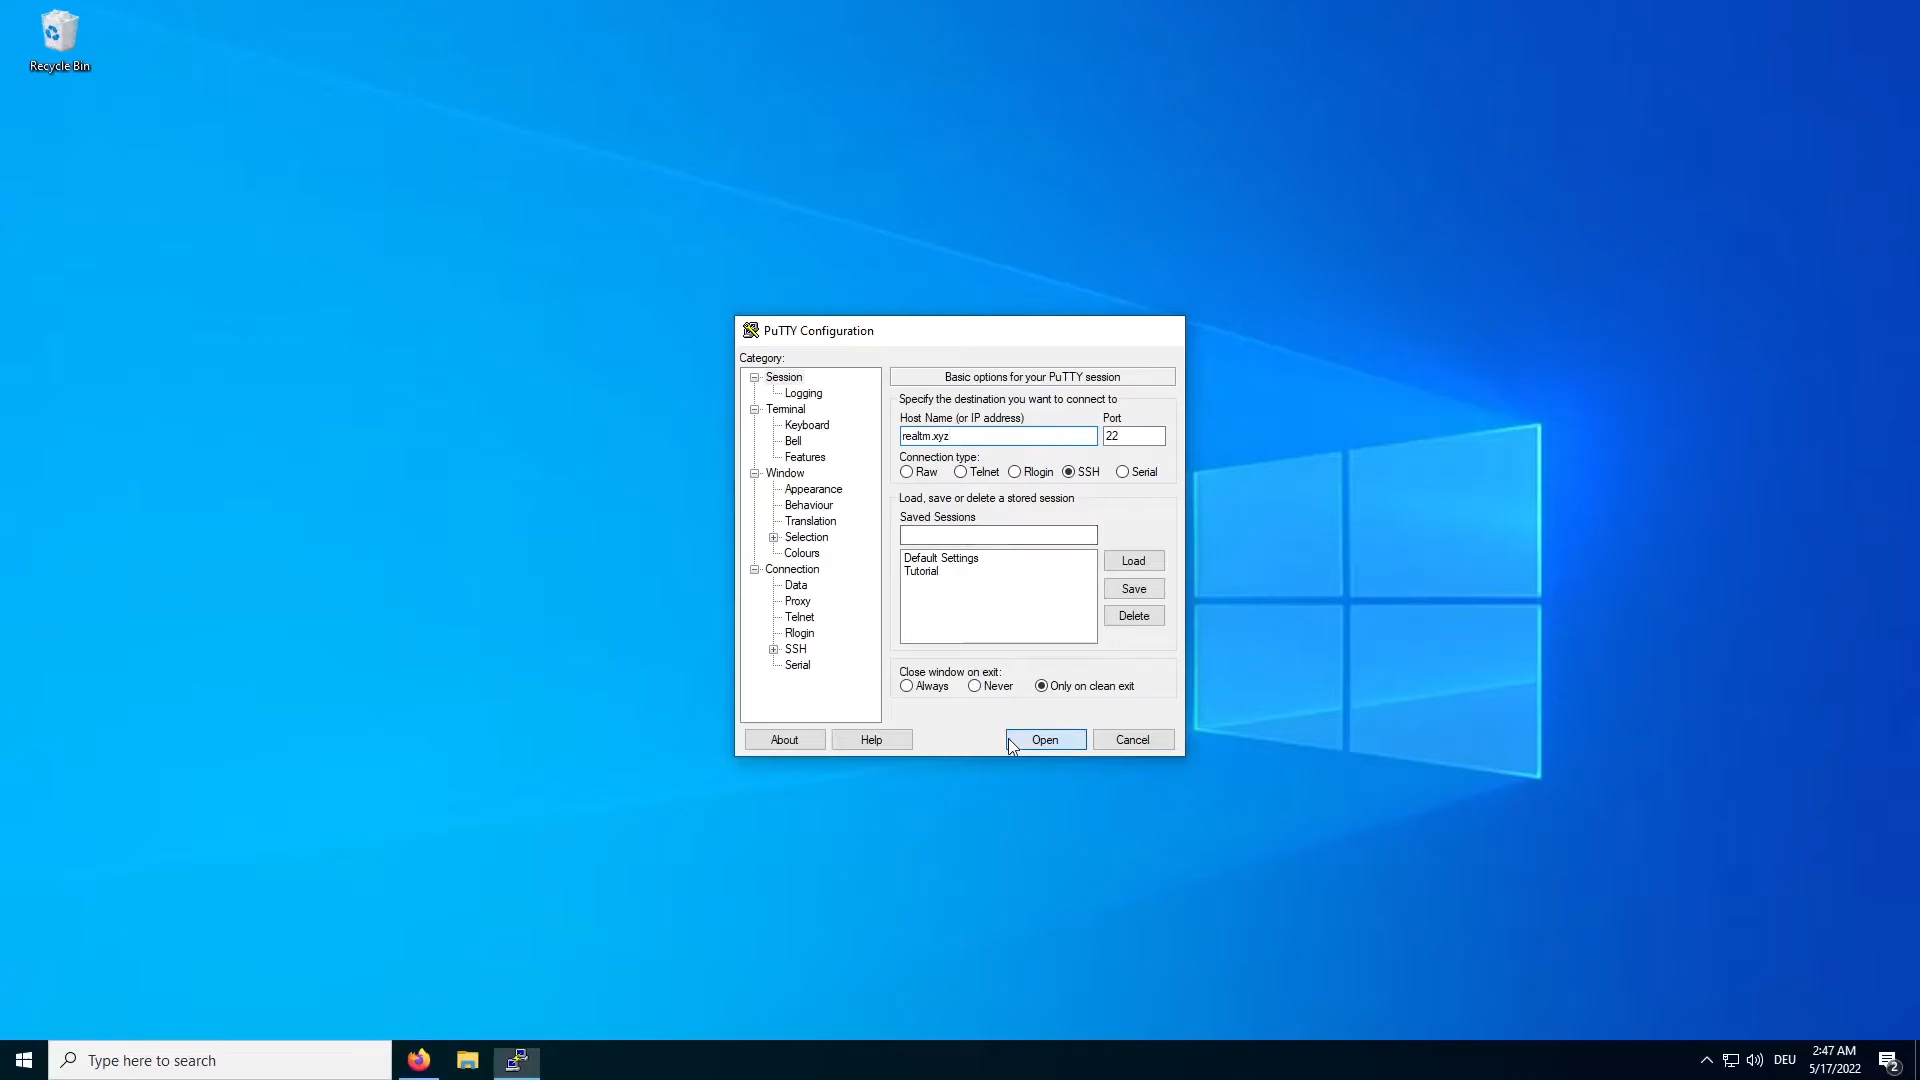 Recycle Bin
PuTTY Configuration
Category:
Session
Logging
Terminal
Keyboard
Bell
Features
Window
Appearance
Behaviour
Translation
Selection
Colours
Connection
Data
Proxy
Telnet
Rlogin
SSH
Serial
Basic options for your PuTTY session
Specify the destination you want to connect to
Host Name (or IP address) Port
realtm.xyz 22
Connection type:
Raw Telnet Rlogin SSH Serial
Load, save or delete a stored session
Saved Sessions
Default Settings
Tutorial
Load
Save
Delete
Close window on exit:
Always Never Only on clean exit
About Help Open Cancel
Type here to search
DEU
2:47 AM
5/17/2022
2